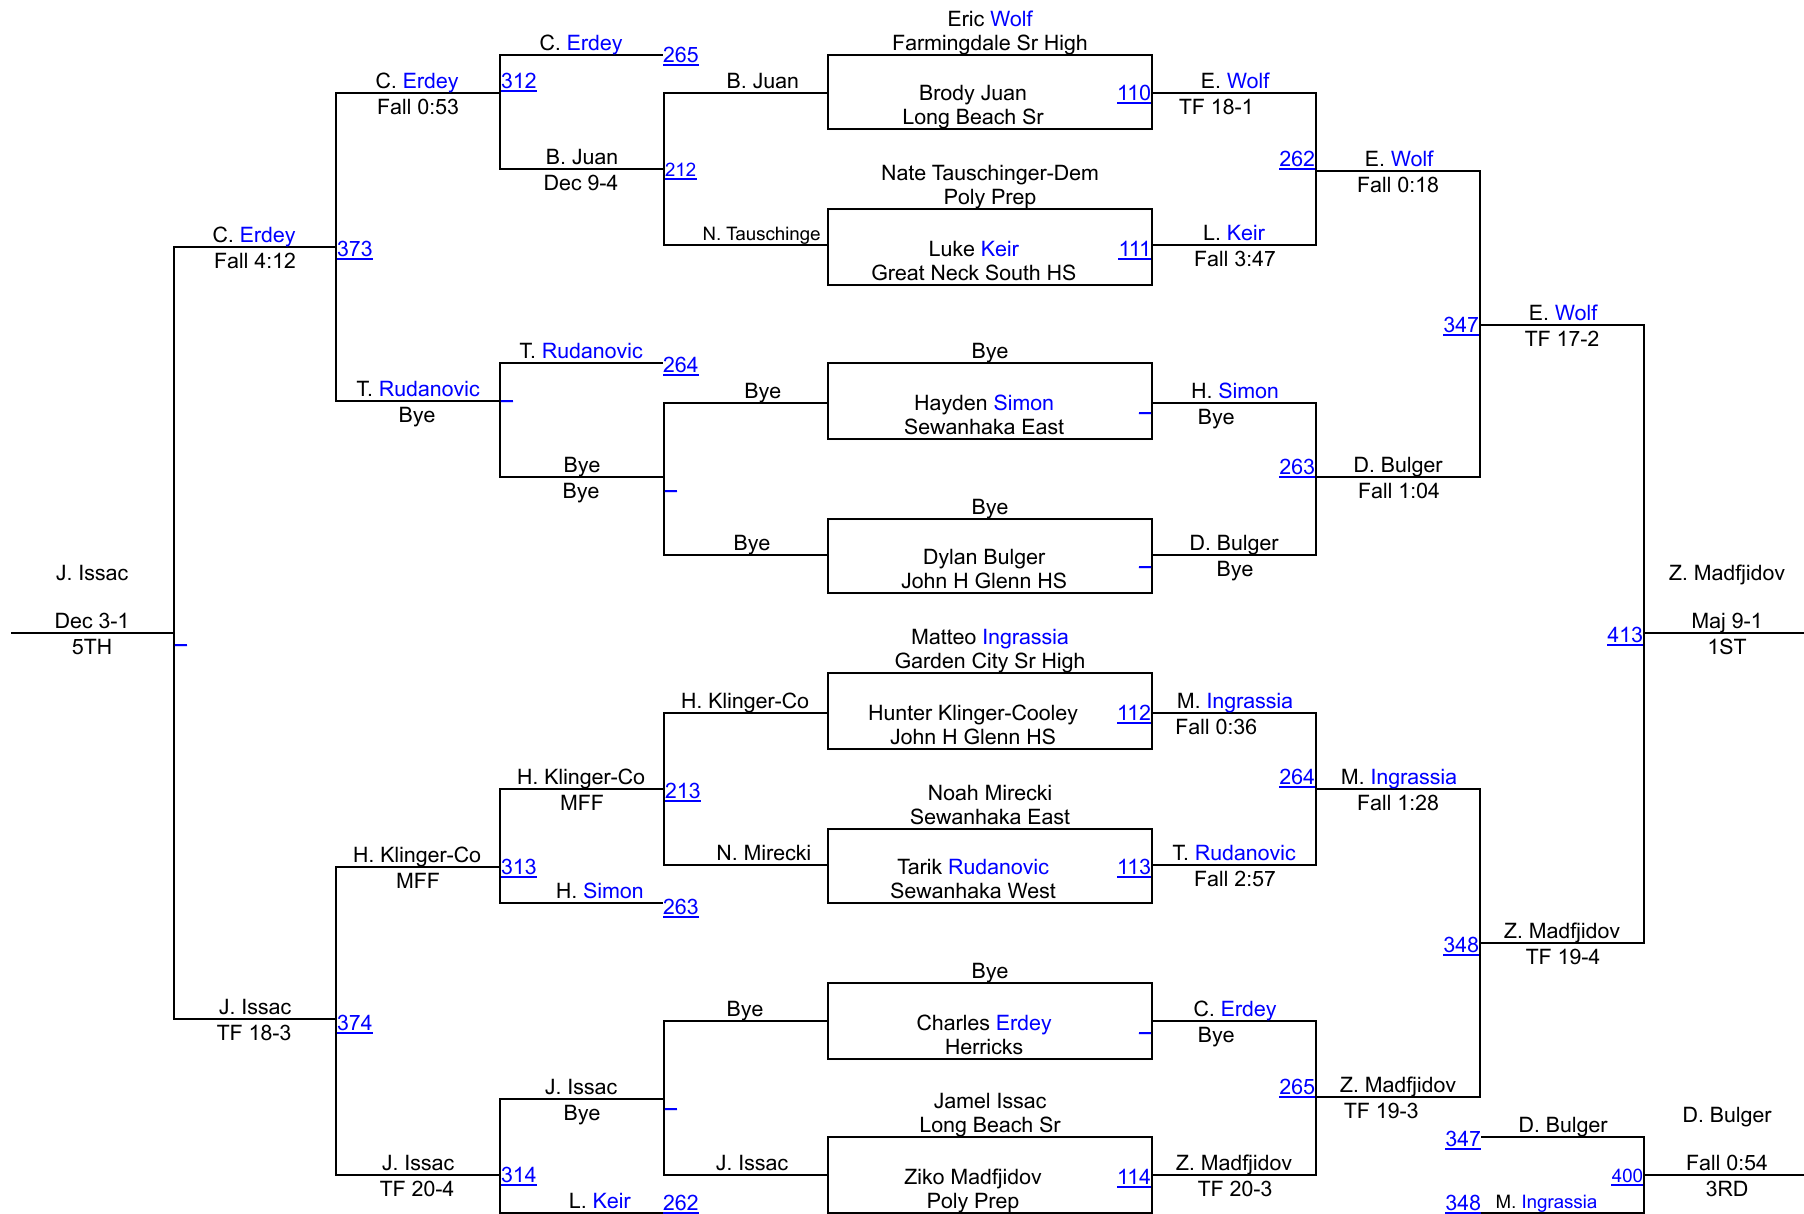 Eric Wolf
Farmingdale Sr High
C. Erdey
265
C. Erdey
312
Fall 0:53
B. Juan
Brody Juan
110
Long Beach Sr
E. Wolf
TF 18-1
B. Juan
212
Dec 9-4
Nate Tauschinger-Dem
Poly Prep
262
E. Wolf
Fall 0:18
C. Erdey
373
Fall 4:12
N. Tauschinge
Luke Keir
111
Great Neck South HS
L. Keir
Fall 3:47
347
E. Wolf
TF 17-2
T. Rudanovic
264
Bye
T. Rudanovic
Bye
Bye
Hayden Simon
Sewanhaka East
H. Simon
Bye
Bye
Bye
263
D. Bulger
Fall 1:04
Bye
Bye
Dylan Bulger
John H Glenn HS
D. Bulger
Bye
J. Issac
Dec 3-1
5TH
Z. Madfjidov
413
Maj 9-1
1ST
Matteo Ingrassia
Garden City Sr High
H. Klinger-Co
Hunter Klinger-Cooley
112
John H Glenn HS
M. Ingrassia
Fall 0:36
H. Klinger-Co
213
MFF
Noah Mirecki
Sewanhaka East
264
M. Ingrassia
Fall 1:28
H. Klinger-Co
313
MFF
H. Simon
263
N. Mirecki
Tarik Rudanovic
113
Sewanhaka West
T. Rudanovic
Fall 2:57
348
Z. Madfjidov
TF 19-4
Bye
J. Issac
374
TF 18-3
Bye
Charles Erdey
Herricks
C. Erdey
Bye
J. Issac
Bye
Jamel Issac
Long Beach Sr
265
Z. Madfjidov
TF 19-3
J. Issac
314
TF 20-4
L. Keir
262
J. Issac
Ziko Madfjidov
114
Poly Prep
Z. Madfjidov
TF 20-3
347
D. Bulger
D. Bulger
400
Fall 0:54
3RD
348
M. Ingrassia